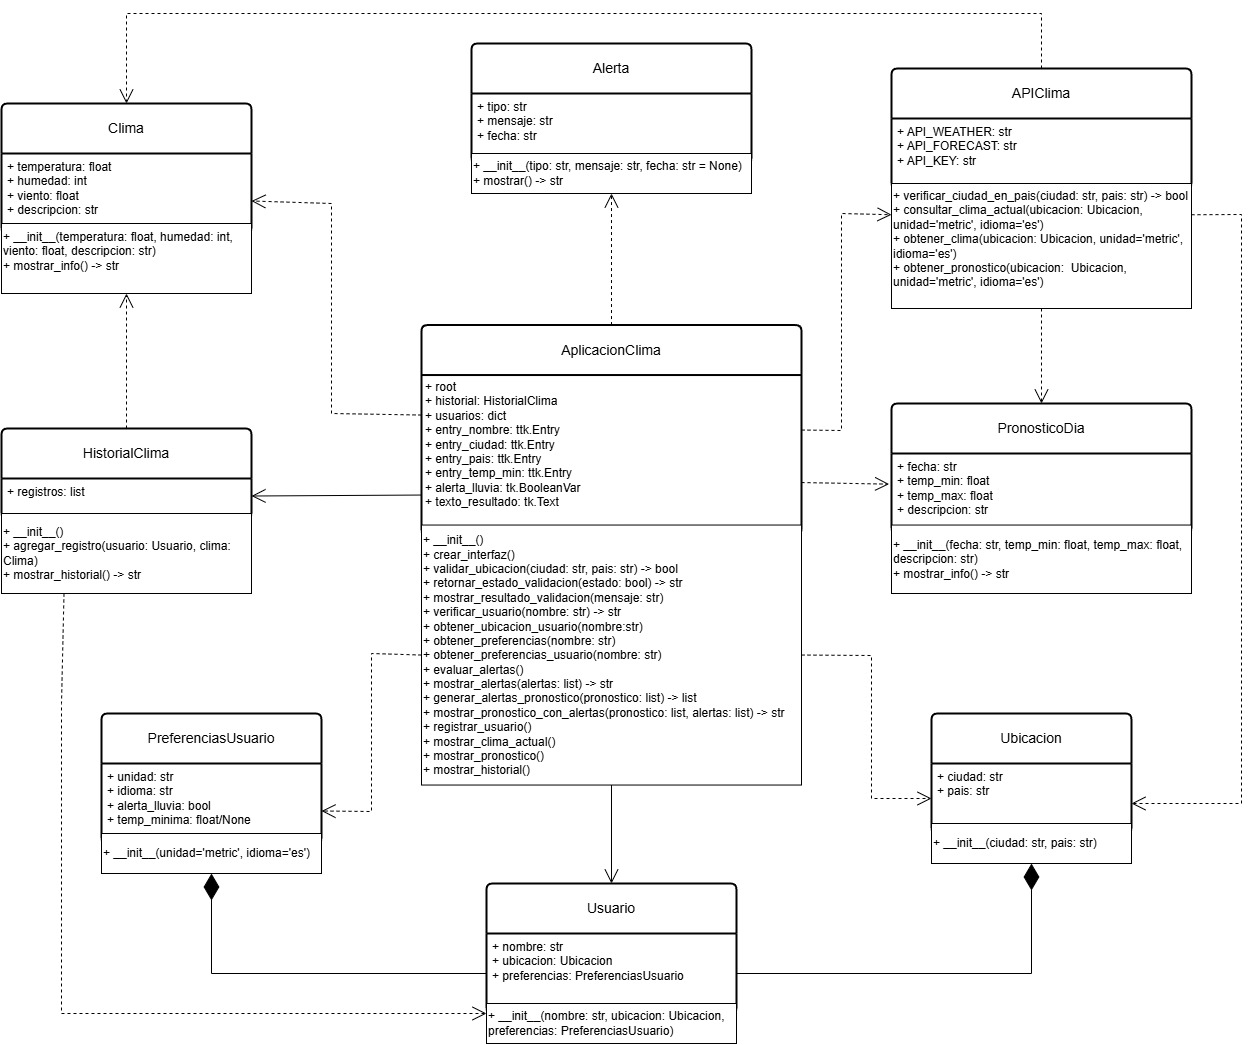 Alerta
+ tipo: str
+ mensaje: str
+ fecha: str
+ __init__(tipo: str, mensaje: str, fecha: str = None)
+ mostrar() -> str
APIClima
+ API_WEATHER: str
+ API_FORECAST: str
+ API_KEY: str
+ verificar_ciudad_en_pais(ciudad: str, pais: str) -> bool
+ consultar_clima_actual(ubicacion: Ubicacion,
unidad='metric', idioma='es')
+ obtener_clima(ubicacion: Ubicacion, unidad='metric',
idioma='es')
+ obtener_pronostico(ubicacion: Ubicacion,
unidad='metric', idioma='es')
Clima
+ temperatura: float
+ humedad: int
+ viento: float
+ descripcion: str
+ __init__(temperatura: float, humedad: int,
viento: float, descripcion: str)
+ mostrar_info() -> str
AplicacionClima
+ root
+ historial: HistorialClima
+ usuarios: dict
+ entry_nombre: ttk.Entry
+ entry_ciudad: ttk.Entry
+ entry_pais: ttk.Entry
+ entry_temp_min: ttk.Entry
+ alerta_lluvia: tk.BooleanVar
+ texto_resultado: tk.Text
+ __init__()
+ crear_interfaz()
+ validar_ubicacion(ciudad: str, pais: str) -> bool
+ retornar_estado_validacion(estado: bool) -> str
+ mostrar_resultado_validacion(mensaje: str)
+ verificar_usuario(nombre: str) -> str
+ obtener_ubicacion_usuario(nombre:str)
+ obtener_preferencias(nombre: str)
+ obtener_preferencias_usuario(nombre: str)
+ evaluar_alertas()
+ mostrar_alertas(alertas: list) -> str
+ generar_alertas_pronostico(pronostico: list) -> list
+ mostrar_pronostico_con_alertas(pronostico: list, alertas: list) -> str
+ registrar_usuario()
+ mostrar_clima_actual()
+ mostrar_pronostico()
+ mostrar_historial()
HistorialClima
+ registros: list
+ __init__()
+ agregar_registro(usuario: Usuario, clima:
Clima)
+ mostrar_historial() -> str
PronosticoDia
+ fecha: str
+ temp_min: float
+ temp_max: float
+ descripcion: str
+ __init__(fecha: str, temp_min: float, temp_max: float,
descripcion: str)
+ mostrar_info() -> str
PreferenciasUsuario
+ unidad: str
+ idioma: str
+ alerta_lluvia: bool
+ temp_minima: float/None
+ __init__(unidad='metric', idioma='es')
Ubicacion
+ ciudad: str
+ pais: str
+ __init__(ciudad: str, pais: str)
Usuario
+ nombre: str
+ ubicacion: Ubicacion
+ preferencias: PreferenciasUsuario
+ __init__(nombre: str, ubicacion: Ubicacion,
preferencias: PreferenciasUsuario)